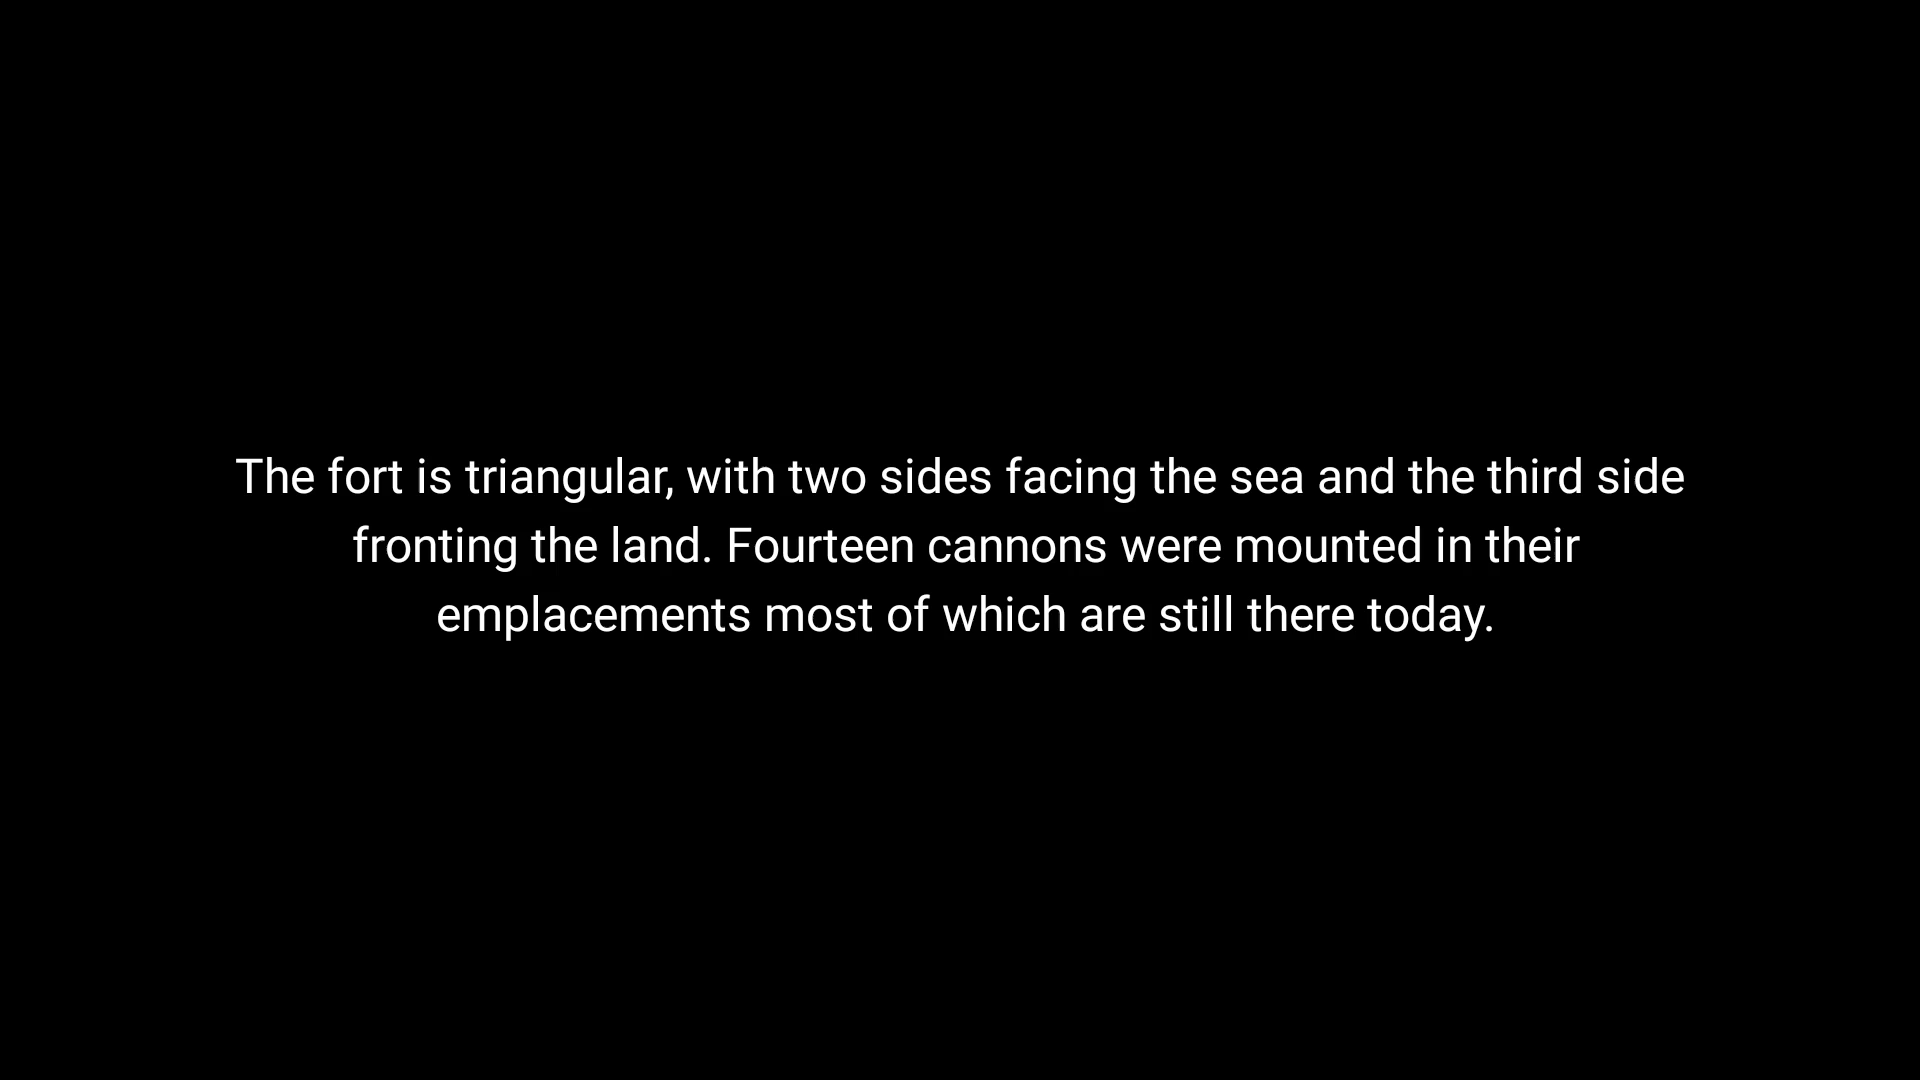 The fort is triangular, with two sides facing the sea and the third side
fronting the land. Fourteen cannons were mounted in their
emplacements most of which are still there today.